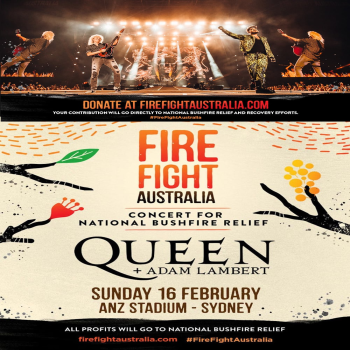 DONATE AT FIREFIGHTAUSTRALIA.COM
YOUR CONTRIBUTION WILL GO DIRECTLY TO NATIONAL BUSHFIRE RELIEF AND RECOVERY EFFORTS.
#FireFightAustralia
FIRE
FIGHT
AUSTRALIA
CONCERT FOR
NATIONAL BUSHFIRE RELIEF
QUEEN
+ ADAM LAMBERT
SUNDAY 16 FEBRUARY
ANZ STADIUM - SYDNEY
ALL PROFITS WILL GO TO NATIONAL BUSHFIRE RELIEF
firefightaustralia.com #FireFightAustralia